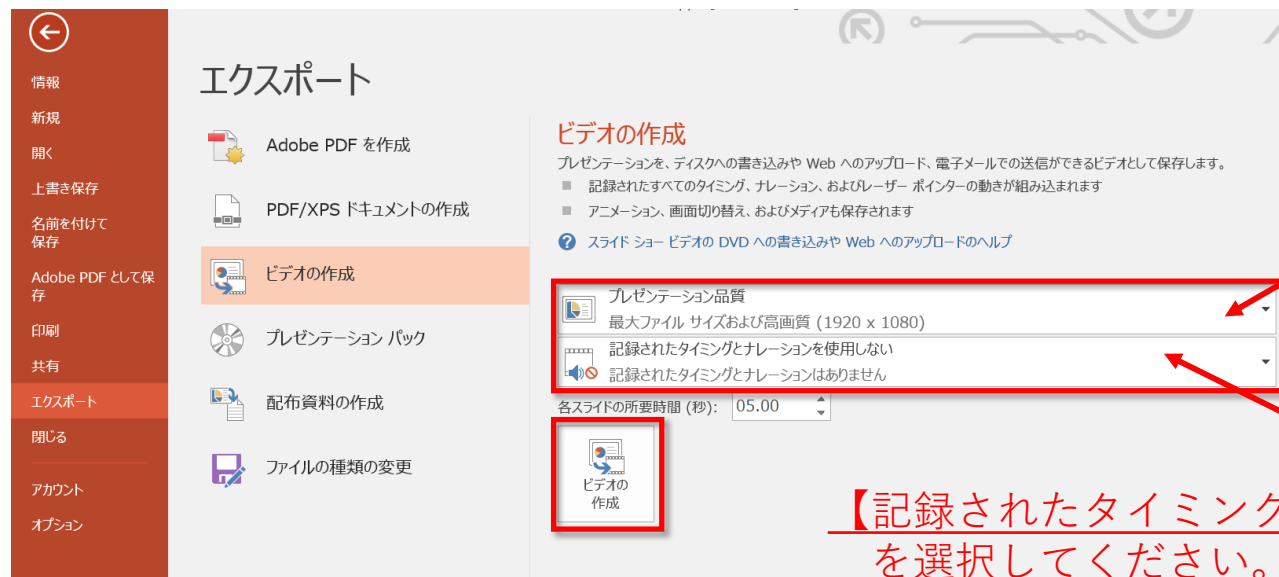 情報
新規
開く
上書き保存
名前を付けて
保存
Adobe PDF として保
存
印刷
共有
エクスポート
閉じる
アカウント
オプション
エクスポート
Adobe PDF を作成
PDF/XPS ドキュメントの作成
ビデオの作成
プレゼンテーション パック
配布資料の作成
ファイルの種類の変更
ビデオの作成
プレゼンテーションを、ディスクへの書き込みや Web へのアップロード、電子メールでの送信ができるビデオとして保存します。
記録されたすべてのタイミング、ナレーション、およびレーザー ポインターの動きが組み込まれます
アニメーション、画面切り替え、およびメディアも保存されます
スライド ショー ビデオの DVD への書き込みや Web へのアップロードのヘルプ
プレゼンテーション品質
最大ファイル サイズおよび高画質 (1920 x 1080)
記録されたタイミングとナレーションを使用しない
記録されたタイミングとナレーションはありません
各スライドの所要時間 (秒): 05.00
ビデオの
作成
【記録されたタイミング
を選択してください。